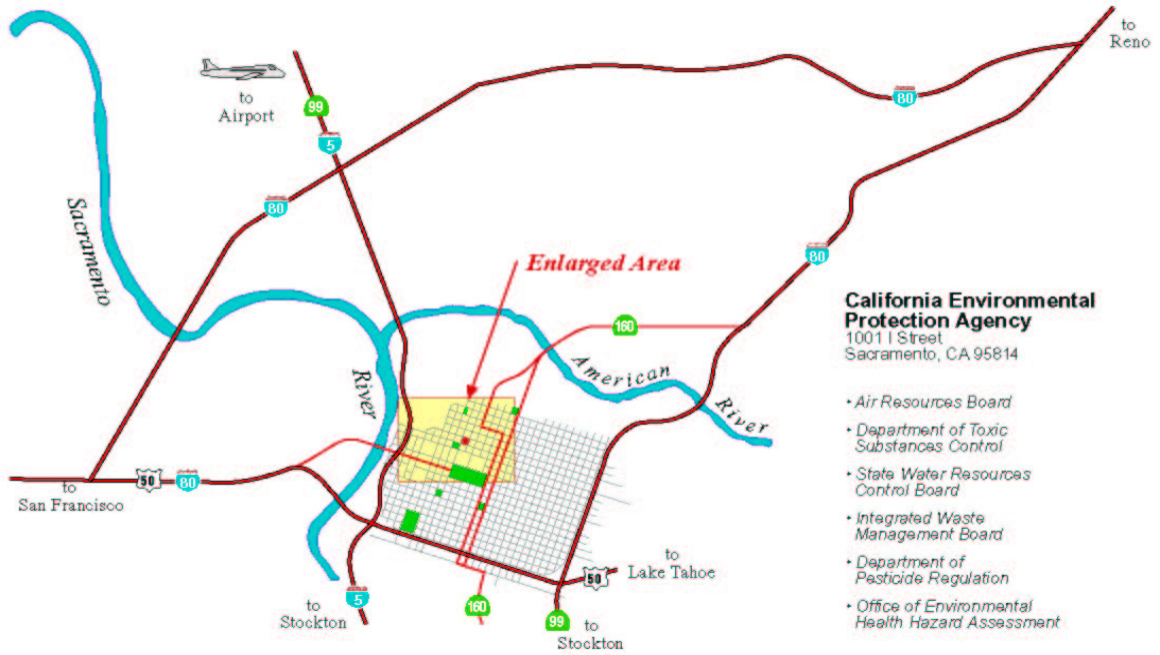 to
Reno
to
Airport
99
5
80
80
80
Sacramento
River
Enlarged Area
160
American
River
California Environmental
Protection Agency
1001 I Street
Sacramento, CA 95814
‣ Air Resources Board
‣ Department of Toxic
Substances Control
‣ State Water Resources
Control Board
‣ Integrated Waste
Management Board
‣ Department of
Pesticide Regulation
‣ Office of Environmental
Health Hazard Assessment
50
80
to
San Francisco
to
Lake Tahoe
50
5
to
Stockton
160
99
to
Stockton